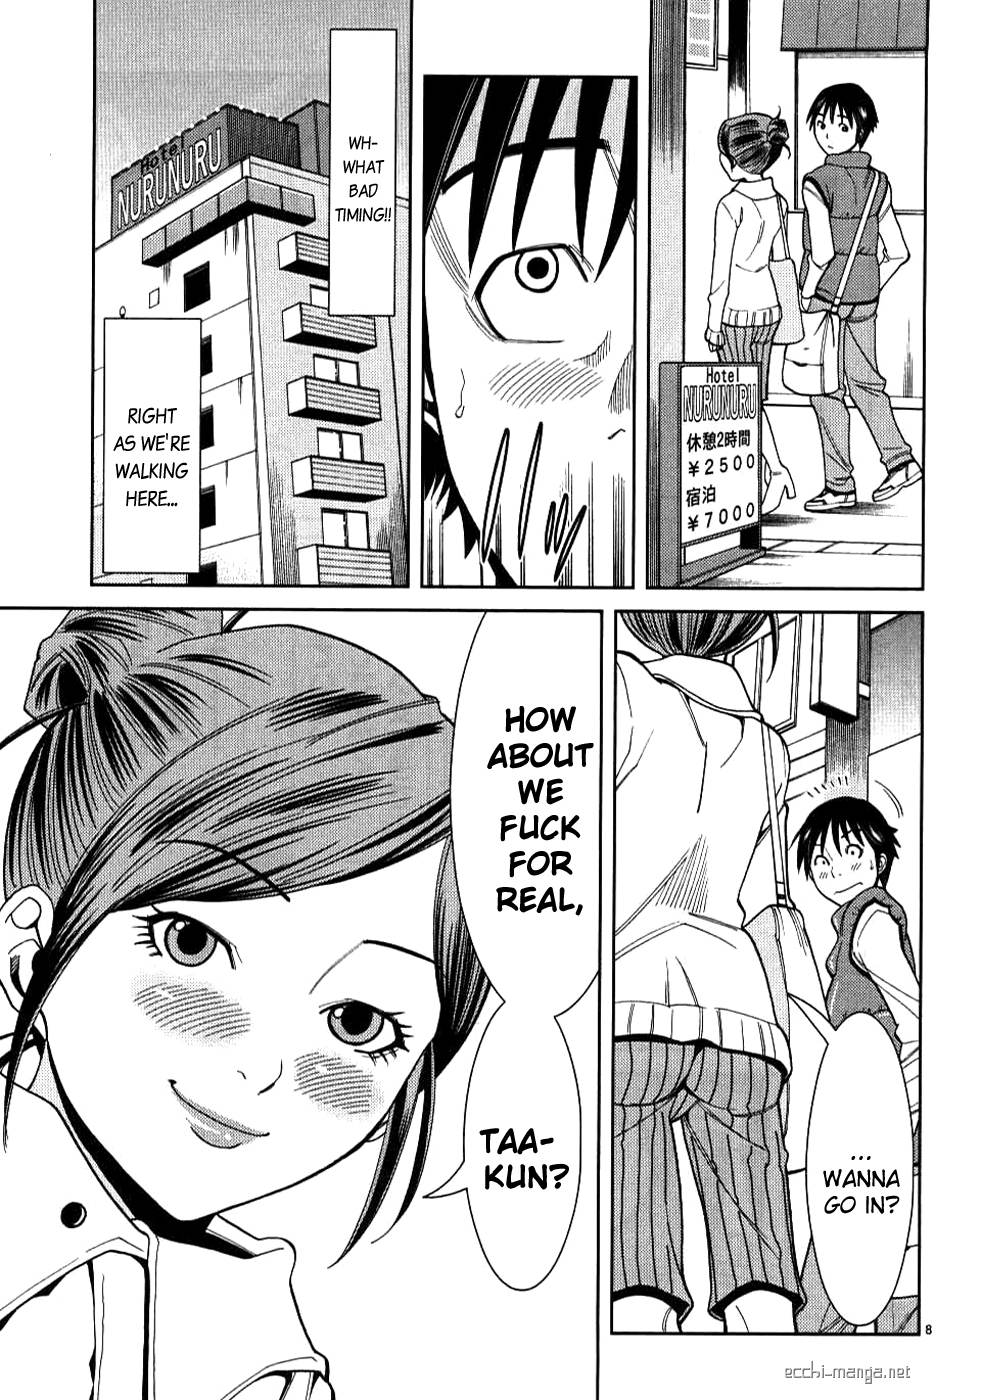 Hotel
NURUNURU
休憩2時間
￥2500
宿泊
￥7000
WH-
WHAT
BAD
TIMING!!
Hotel
NURUNURU
RIGHT
AS WE'RE
WALKING
HERE...
...
WANNA
GO IN?
HOW
ABOUT
WE
FUCK
FOR
REAL,
TAA-
KUN?
8
ecchi-manga.net